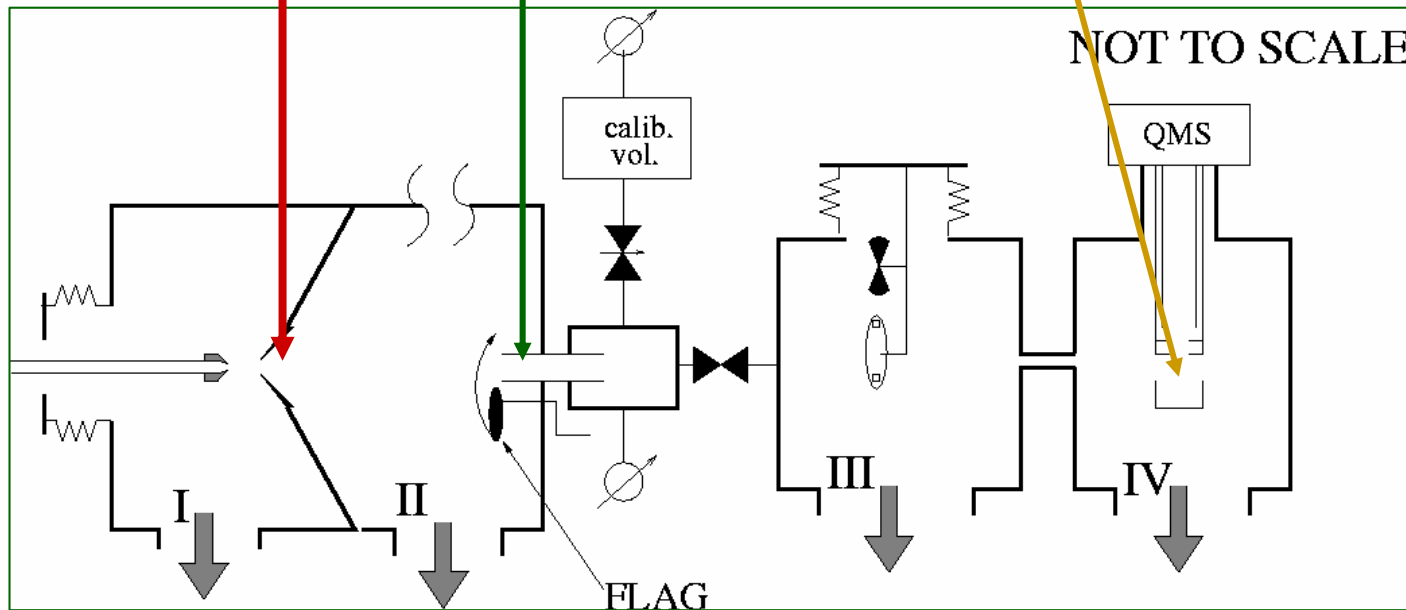 NOT TO SCALE
calib.
vol.
QMS
I
II
III
IV
FLAG